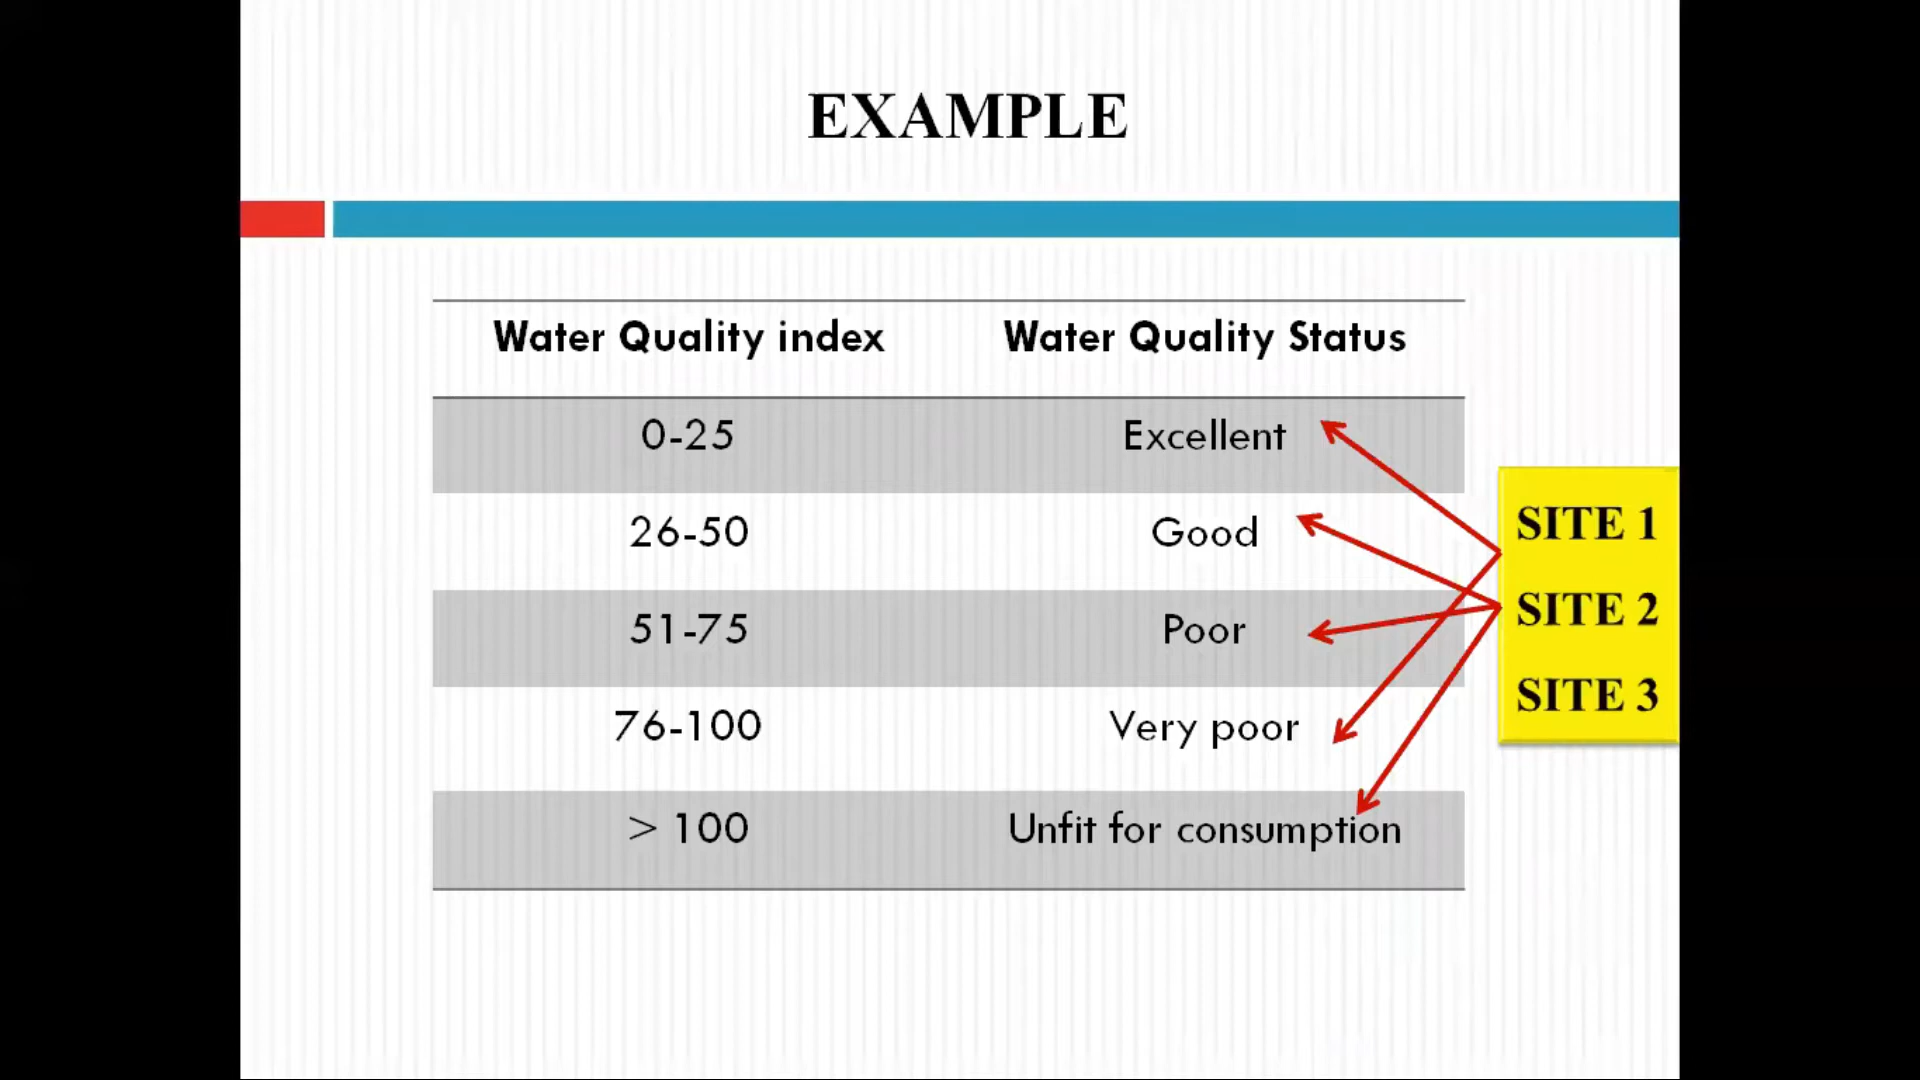 EXAMPLE
Water Quality index Water Quality Status
0-25 Excellent
26-50 Good
51-75 Poor
76-100 Very poor
> 100 Unfit for consumption
SITE 1
SITE 2
SITE 3